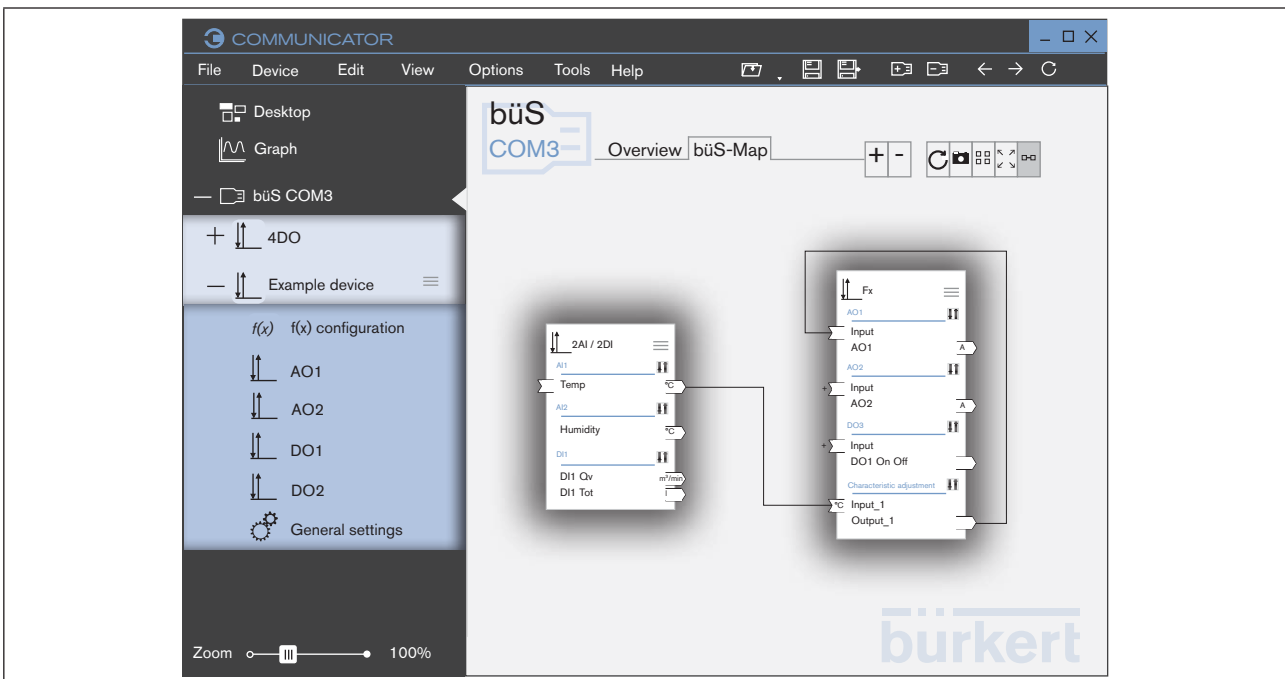 COMMUNICATOR
File Device Edit View Options Tools Help
Desktop
Graph
büS COM3
4DO
Example device
f(x) f(x) configuration
AO1
AO2
DO1
DO2
General settings
Zoom 100%
büS
COM3
Overview büS-Map
+ -
2AI / 2DI
AI1
Temp °C
AI2
Humidity °C
DI1
DI1 Qv m³/min
DI1 Tot l
Fx
AO1
Input
AO1 A
AO2
+ Input
AO2 A
DO3
+ Input
DO1 On Off
Characteristic adjustment
°C Input_1
Output_1
bürkert